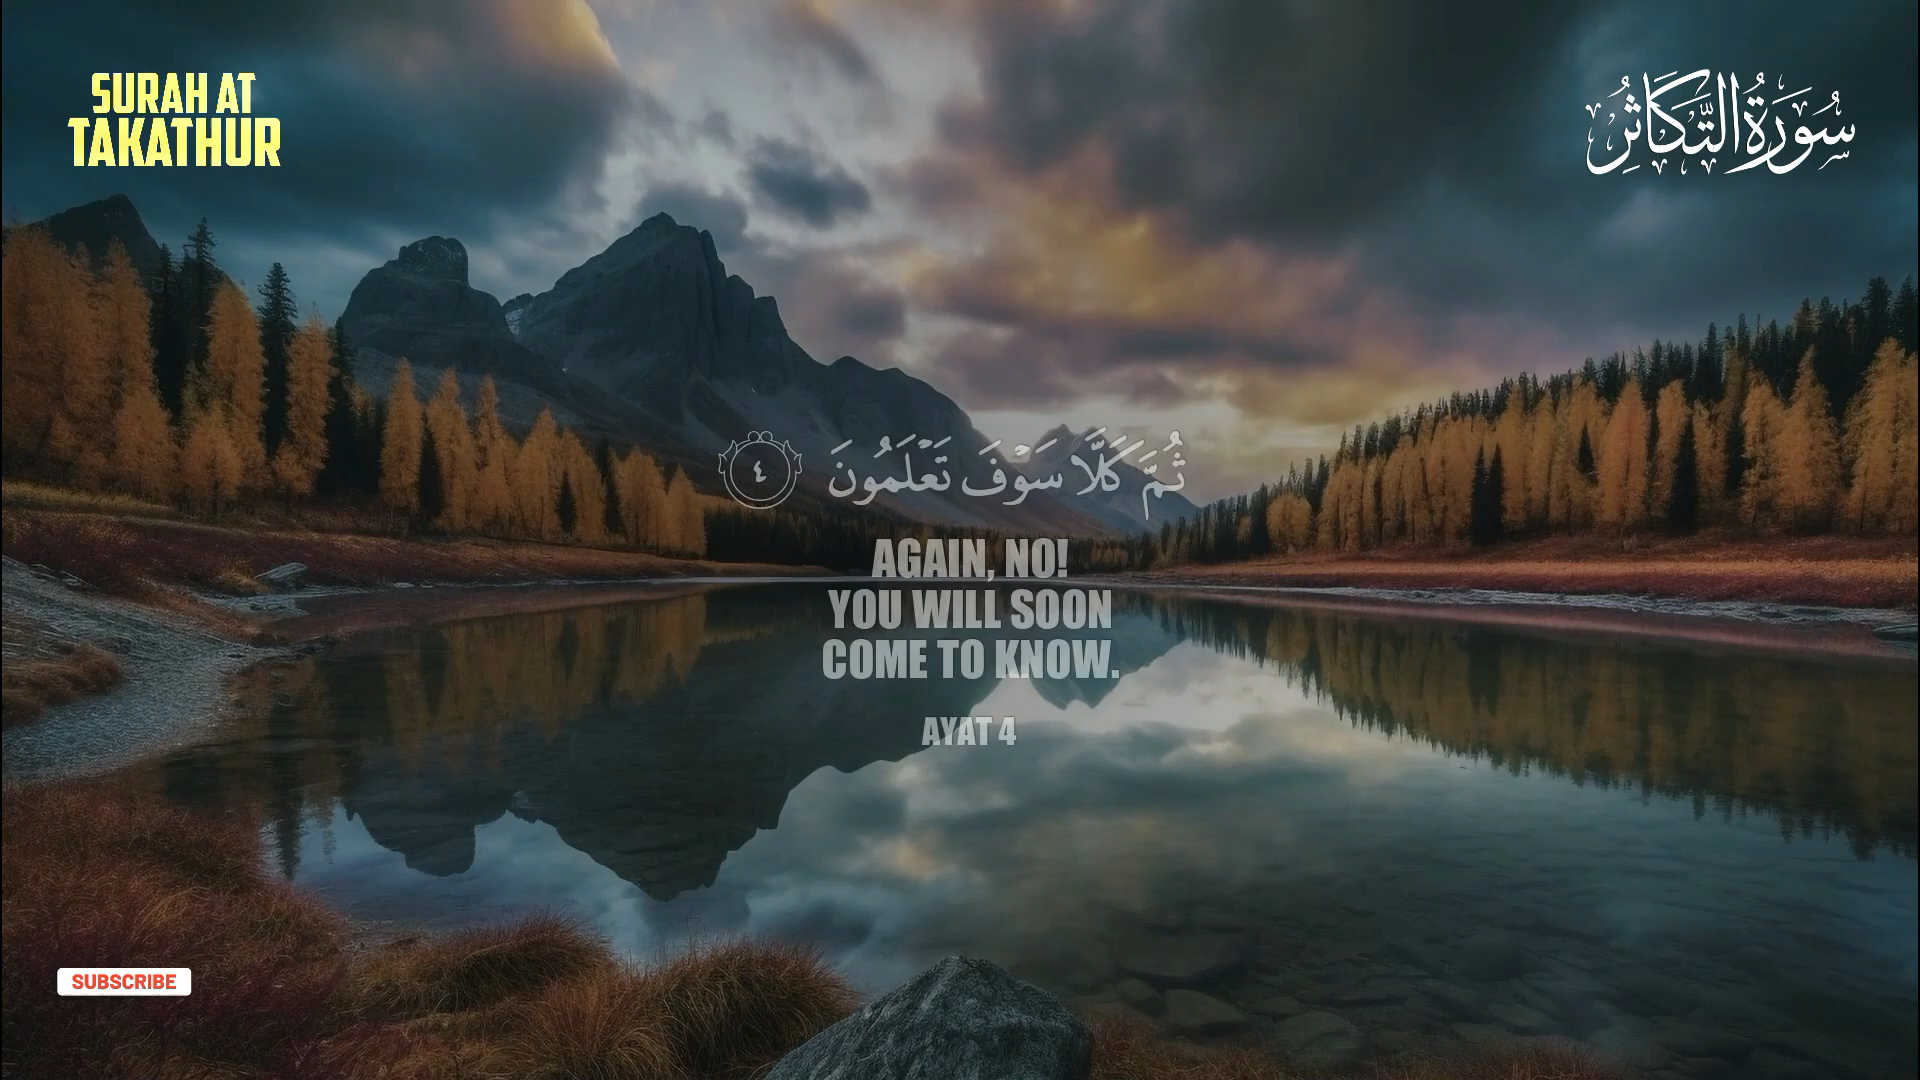 SURAH AT
TAKATHUR
سُورَةُ التَّكَاثُرِ
ثُمَّ كَلَّا سَوْفَ تَعْلَمُونَ ٤
AGAIN, NO!
YOU WILL SOON
COME TO KNOW.
AYAT 4
SUBSCRIBE